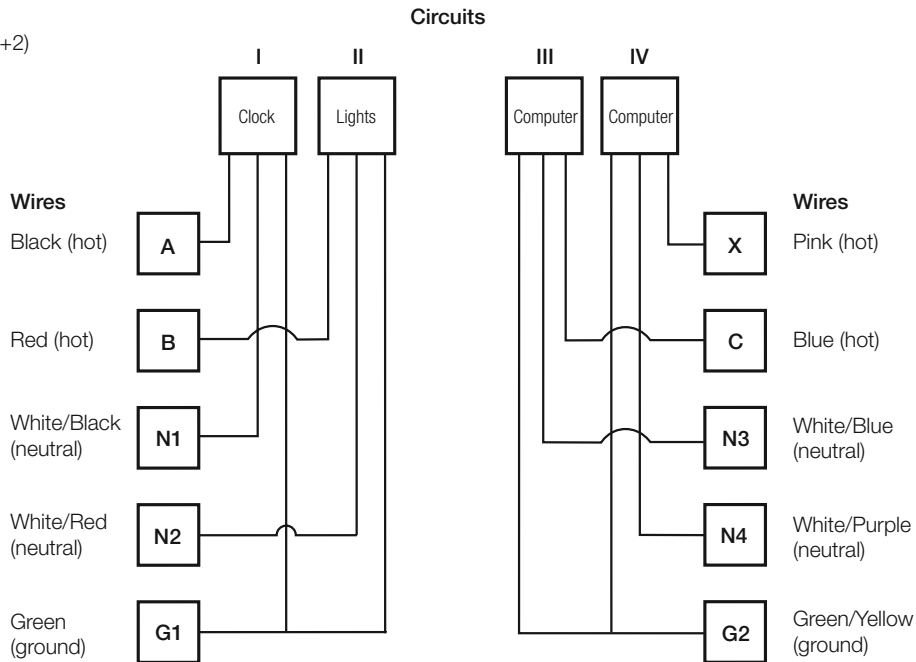 Circuits
+2)
I
II
III
IV
Clock
Lights
Computer
Computer
Wires
Black (hot)
A
Red (hot)
B
White/Black
(neutral)
N1
White/Red
(neutral)
N2
Green
(ground)
G1
Wires
X
Pink (hot)
C
Blue (hot)
N3
White/Blue
(neutral)
N4
White/Purple
(neutral)
G2
Green/Yellow
(ground)